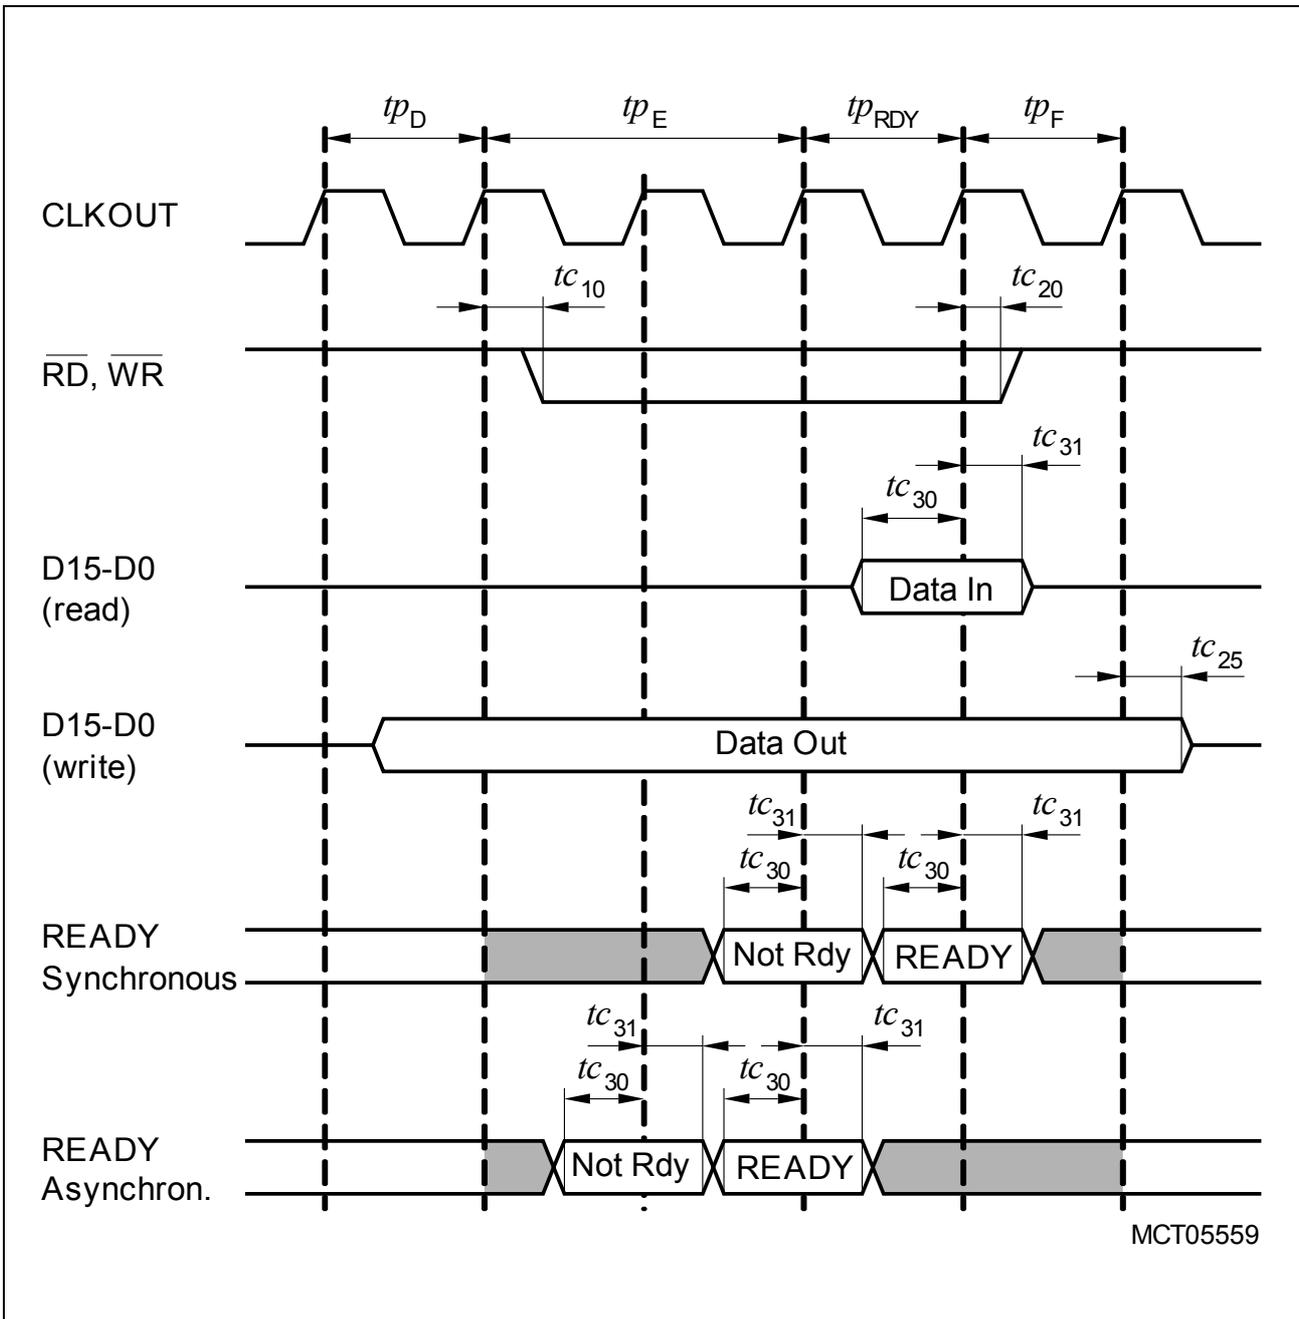 tpD tpE tpRDY tpF
CLKOUT
tc10 tc20
RD, WR
tc31
tc30
D15-D0
(read)
Data In
tc25
D15-D0
(write)
Data Out
tc31 tc31
tc30 tc30
READY
Synchronous
Not Rdy READY
tc31 tc31
tc30 tc30
READY
Asynchron.
Not Rdy READY
MCT05559